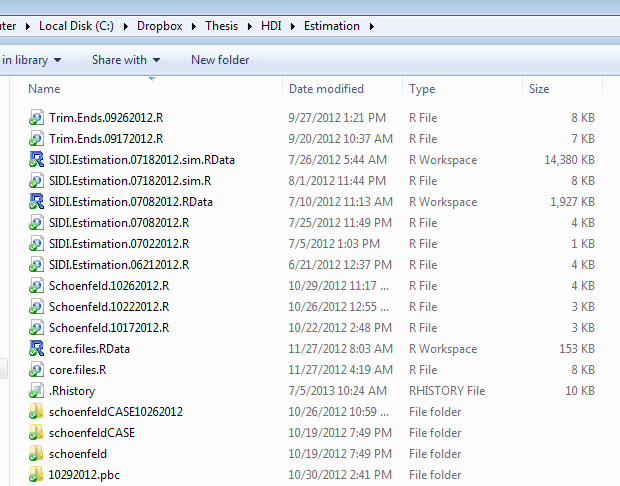 uter ▸ Local Disk (C:) ▸ Dropbox ▸ Thesis ▸ HDI ▸ Estimation ▸
in library ▾ Share with ▾ New folder
Name Date modified Type Size
Trim.Ends.09262012.R 9/27/2012 1:21 PM R File 8 KB
Trim.Ends.09172012.R 9/20/2012 10:37 AM R File 7 KB
SIDI.Estimation.07182012.sim.RData 7/26/2012 5:44 AM R Workspace 14,380 KB
SIDI.Estimation.07182012.sim.R 8/1/2012 11:44 PM R File 8 KB
SIDI.Estimation.07082012.RData 7/10/2012 11:13 AM R Workspace 1,927 KB
SIDI.Estimation.07082012.R 7/25/2012 11:49 PM R File 4 KB
SIDI.Estimation.07022012.R 7/5/2012 1:03 PM R File 1 KB
SIDI.Estimation.06212012.R 6/21/2012 12:37 PM R File 4 KB
Schoenfeld.10262012.R 10/29/2012 11:17 ... R File 4 KB
Schoenfeld.10222012.R 10/26/2012 12:55 ... R File 3 KB
Schoenfeld.10172012.R 10/22/2012 2:48 PM R File 3 KB
core.files.RData 11/27/2012 8:03 AM R Workspace 153 KB
core.files.R 11/27/2012 4:19 AM R File 8 KB
.Rhistory 7/5/2013 10:24 AM RHISTORY File 10 KB
schoenfeldCASE10262012 10/26/2012 10:59 ... File folder
schoenfeldCASE 10/19/2012 7:49 PM File folder
schoenfeld 10/19/2012 7:49 PM File folder
10292012.pbc 10/30/2012 2:41 PM File folder